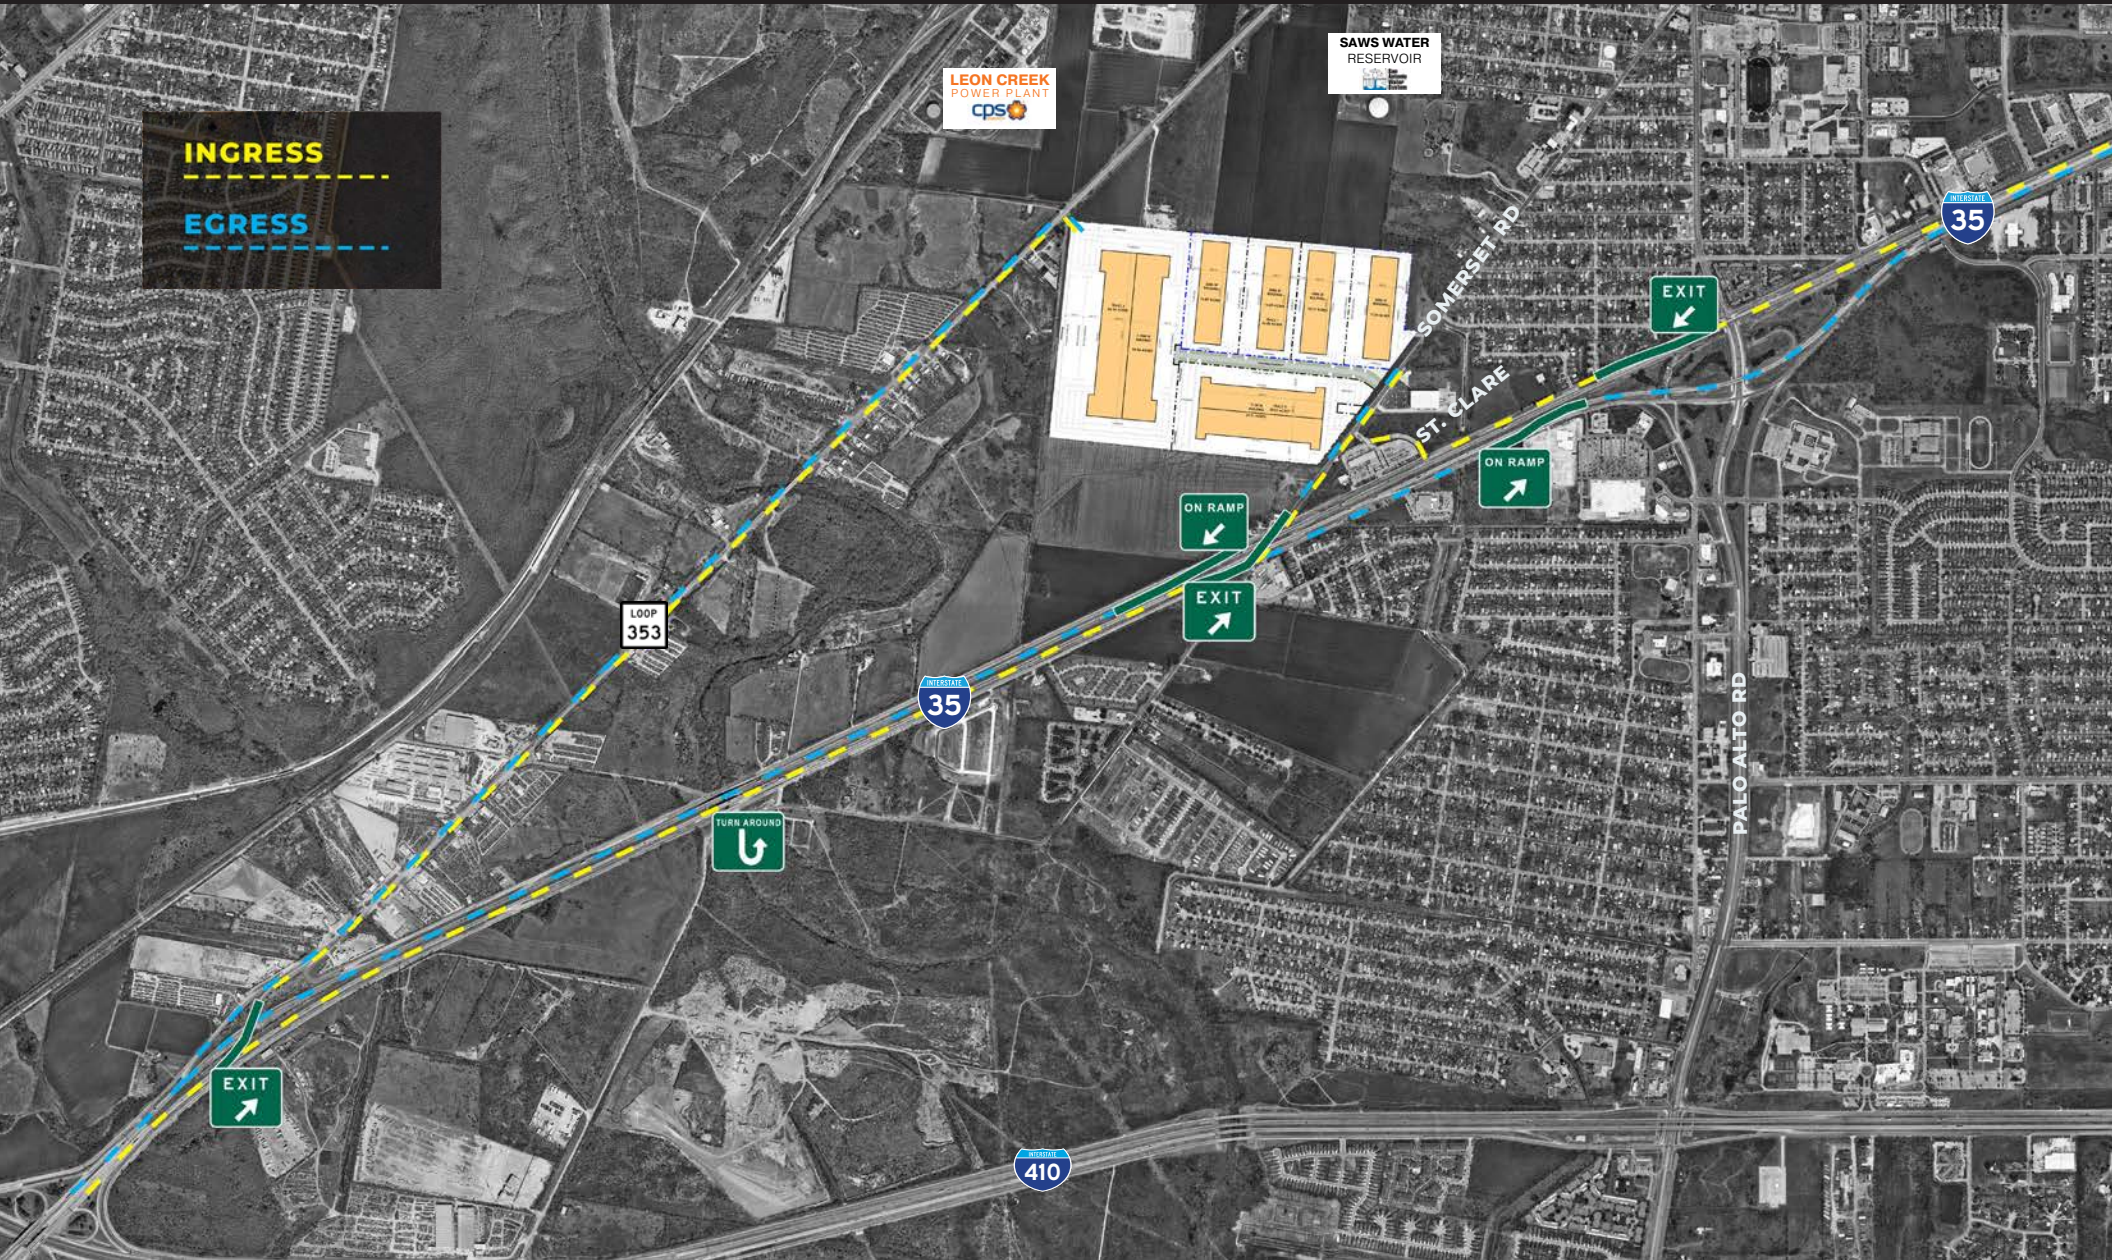 LEON CREEK
POWER PLANT
cps
SAWS WATER
RESERVOIR
INGRESS
EGRESS
INTERSTATE
35
SOMERSET RD
EXIT
ST. CLARE
ON RAMP
ON RAMP
EXIT
LOOP
353
INTERSTATE
35
PALO ALTO RD
TURN AROUND
EXIT
INTERSTATE
410